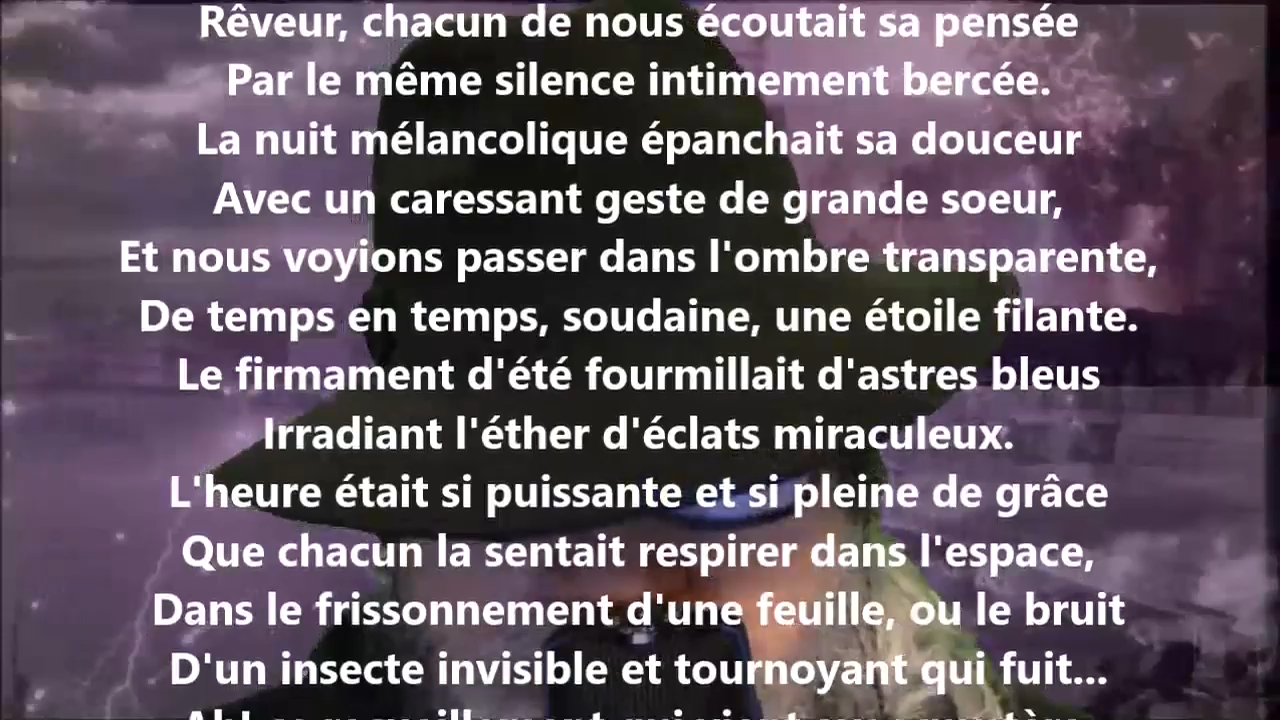 Rêveur, chacun de nous écoutait sa pensée
Par le même silence intimement bercée.
La nuit mélancolique épanchait sa douceur
Avec un caressant geste de grande soeur,
Et nous voyions passer dans l'ombre transparente,
De temps en temps, soudaine, une étoile filante.
Le firmament d'été fourmillait d'astres bleus
Irradiant l'éther d'éclats miraculeux.
L'heure était si puissante et si pleine de grâce
Que chacun la sentait respirer dans l'espace,
Dans le frissonnement d'une feuille, ou le bruit
D'un insecte invisible et tournoyant qui fuit...